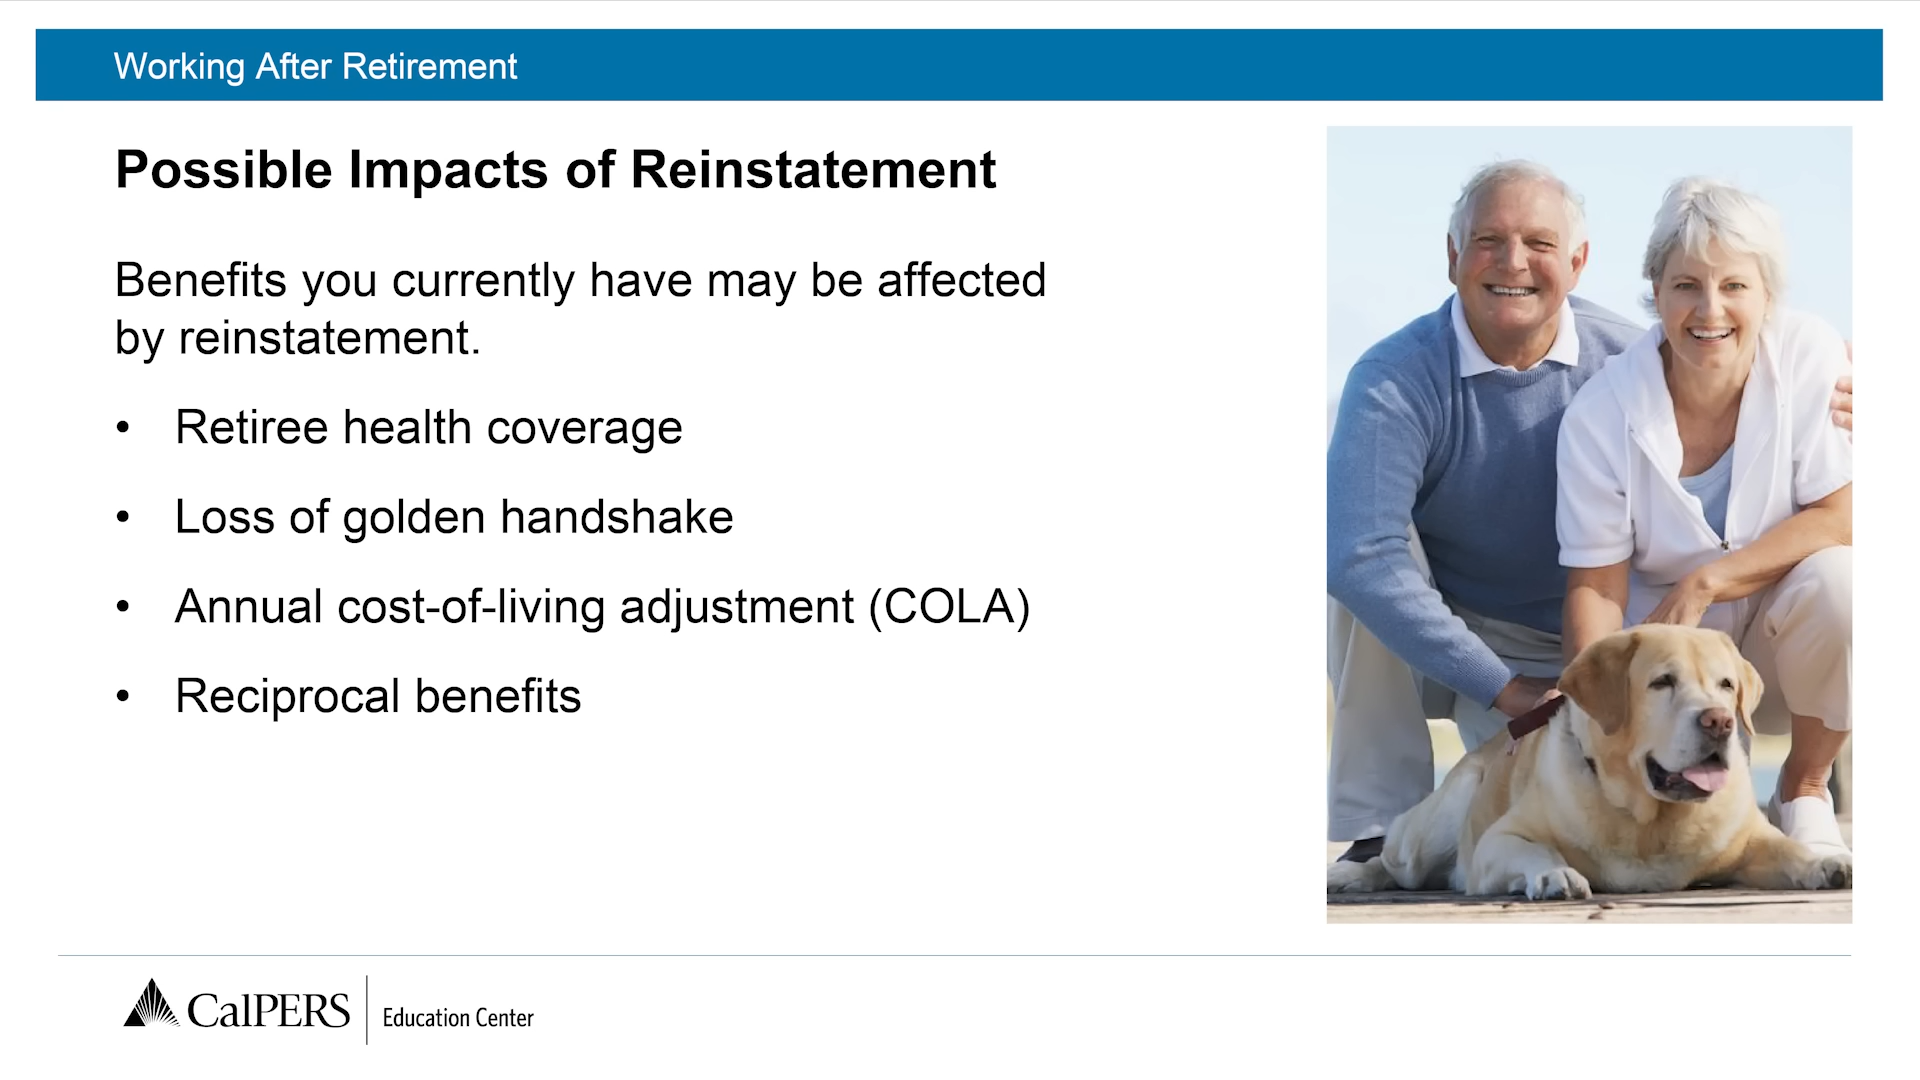 Working After Retirement
Possible Impacts of Reinstatement
Benefits you currently have may be affected
by reinstatement.
• Retiree health coverage
• Loss of golden handshake
• Annual cost-of-living adjustment (COLA)
• Reciprocal benefits
CalPERS Education Center